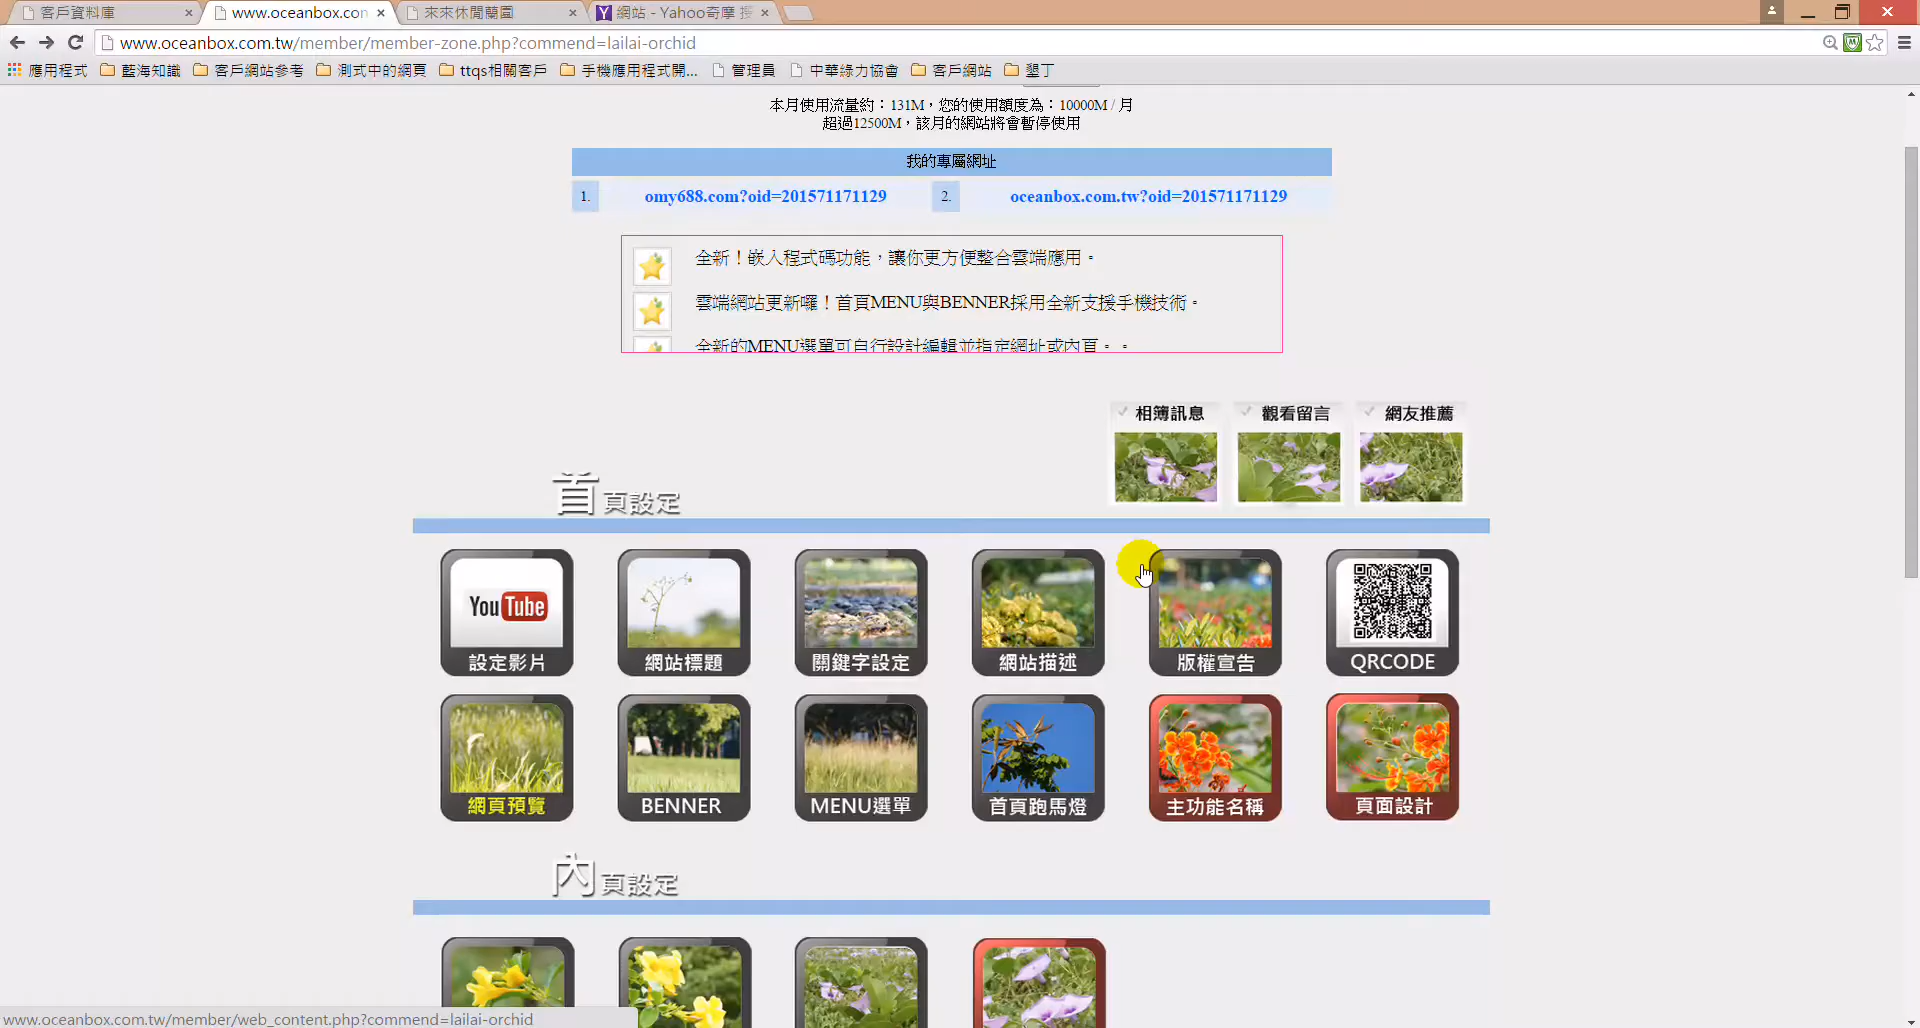 客戶資料庫
www.oceanbox.con
來來休閒蘭園
網站 - Yahoo奇摩 搜
www.oceanbox.com.tw/member/member-zone.php?commend=lailai-orchid
應用程式
藍海知識
客戶網站參考
測式中的網頁
ttqs相關客戶
手機應用程式開...
管理員
中華綠力協會
客戶網站
墾丁
本月使用流量約：131M，您的使用額度為：10000M / 月
超過12500M，該月的網站將會暫停使用
我的專屬網址
1. omy688.com?oid=201571171129 2. oceanbox.com.tw?oid=201571171129
全新！嵌入程式碼功能，讓你更方便整合雲端應用。
雲端網站更新囉！首頁MENU與BENNER採用全新支援手機技術。
全新的MENU選單可自行設計編輯並指定網址或內頁。。
相簿訊息 觀看留言 網友推薦
首頁設定
YouTube
設定影片 網站標題 關鍵字設定 網站描述 版權宣告 QRCODE
網頁預覽 BENNER MENU選單 首頁跑馬燈 主功能名稱 頁面設計
內頁設定
www.oceanbox.com.tw/member/web_content.php?commend=lailai-orchid